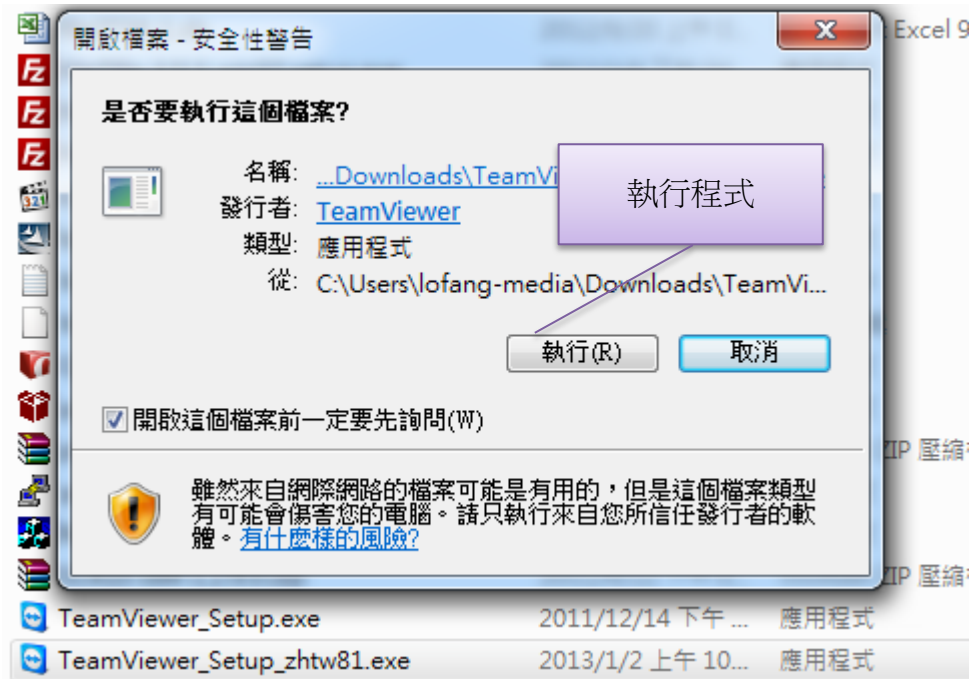 開啟檔案 - 安全性警告
Excel 9
是否要執行這個檔案?
名稱: ...Downloads\TeamVi
執行程式
發行者: TeamViewer
類型: 應用程式
從: C:\Users\lofang-media\Downloads\TeamVi...
執行(R) 取消
開啟這個檔案前一定要先詢問(W)
ZIP 壓縮
雖然來自網際網路的檔案可能是有用的，但是這個檔案類型
有可能會傷害您的電腦。請只執行來自您所信任發行者的軟
體。有什麼樣的風險?
ZIP 壓縮
TeamViewer_Setup.exe 2011/12/14 下午 ... 應用程式
TeamViewer_Setup_zhtw81.exe 2013/1/2 上午 10... 應用程式